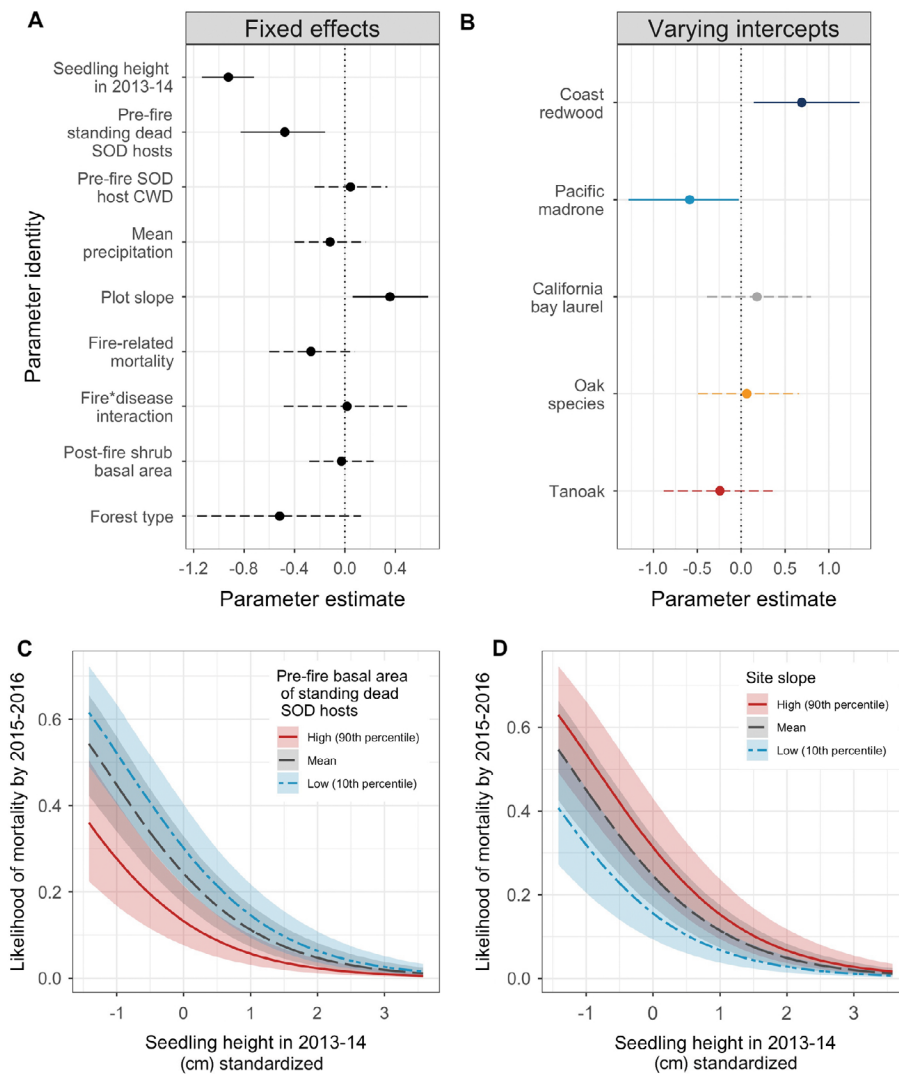 A
Fixed effects
Parameter identity
Seedling height
in 2013-14
Pre-fire
standing dead
SOD hosts
Pre-fire SOD
host CWD
Mean
precipitation
Plot slope
Fire-related
mortality
Fire*disease
interaction
Post-fire shrub
basal area
Forest type
-1.2 -0.8 -0.4 0.0 0.4
Parameter estimate
B
Varying intercepts
Coast
redwood
Pacific
madrone
California
bay laurel
Oak
species
Tanoak
-1.0 -0.5 0.0 0.5 1.0
Parameter estimate
C
Likelihood of mortality by 2015-2016
0.6
0.4
0.2
0.0
Pre-fire basal area
of standing dead
SOD hosts
High (90th percentile)
Mean
Low (10th percentile)
-1 0 1 2 3
Seedling height in 2013-14
(cm) standardized
D
Likelihood of mortality by 2015-2016
0.6
0.4
0.2
0.0
Site slope
High (90th percentile)
Mean
Low (10th percentile)
-1 0 1 2 3
Seedling height in 2013-14
(cm) standardized